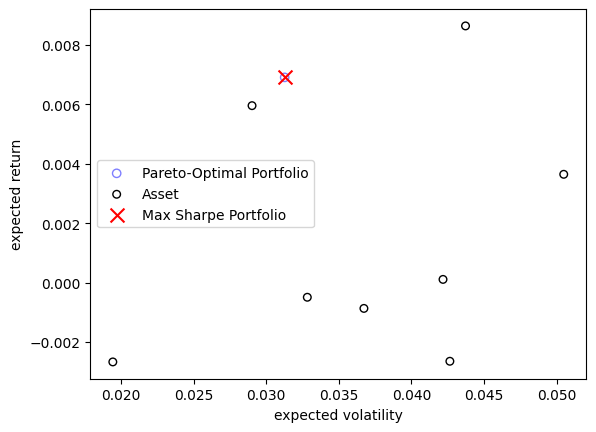 0.008
0.006
0.004
0.002
0.000
−0.002
expected return
Pareto-Optimal Portfolio
Asset
Max Sharpe Portfolio
0.020 0.025 0.030 0.035 0.040 0.045 0.050
expected volatility